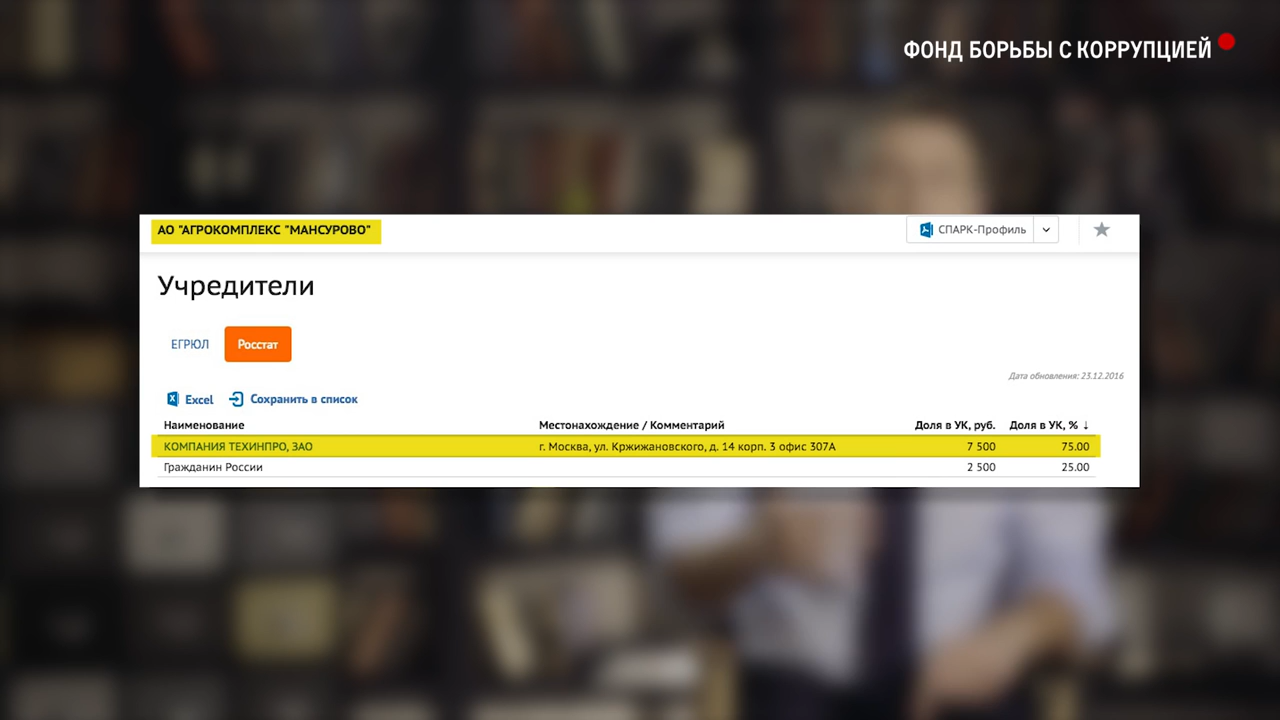 ФОНД БОРЬБЫ С КОРРУПЦИЕЙ
АО "АГРОКОМПЛЕКС "МАНСУРОВО" СПАРК-Профиль
Учредители
ЕГРЮЛ Росстат
Дата обновления: 23.12.2016
Excel Сохранить в список
Наименование Местонахождение / Комментарий Доля в УК, руб. Доля в УК, % ↓
КОМПАНИЯ ТЕХИНПРО, ЗАО г. Москва, ул. Кржижановского, д. 14 корп. 3 офис 307А 7 500 75.00
Гражданин России 2 500 25.00